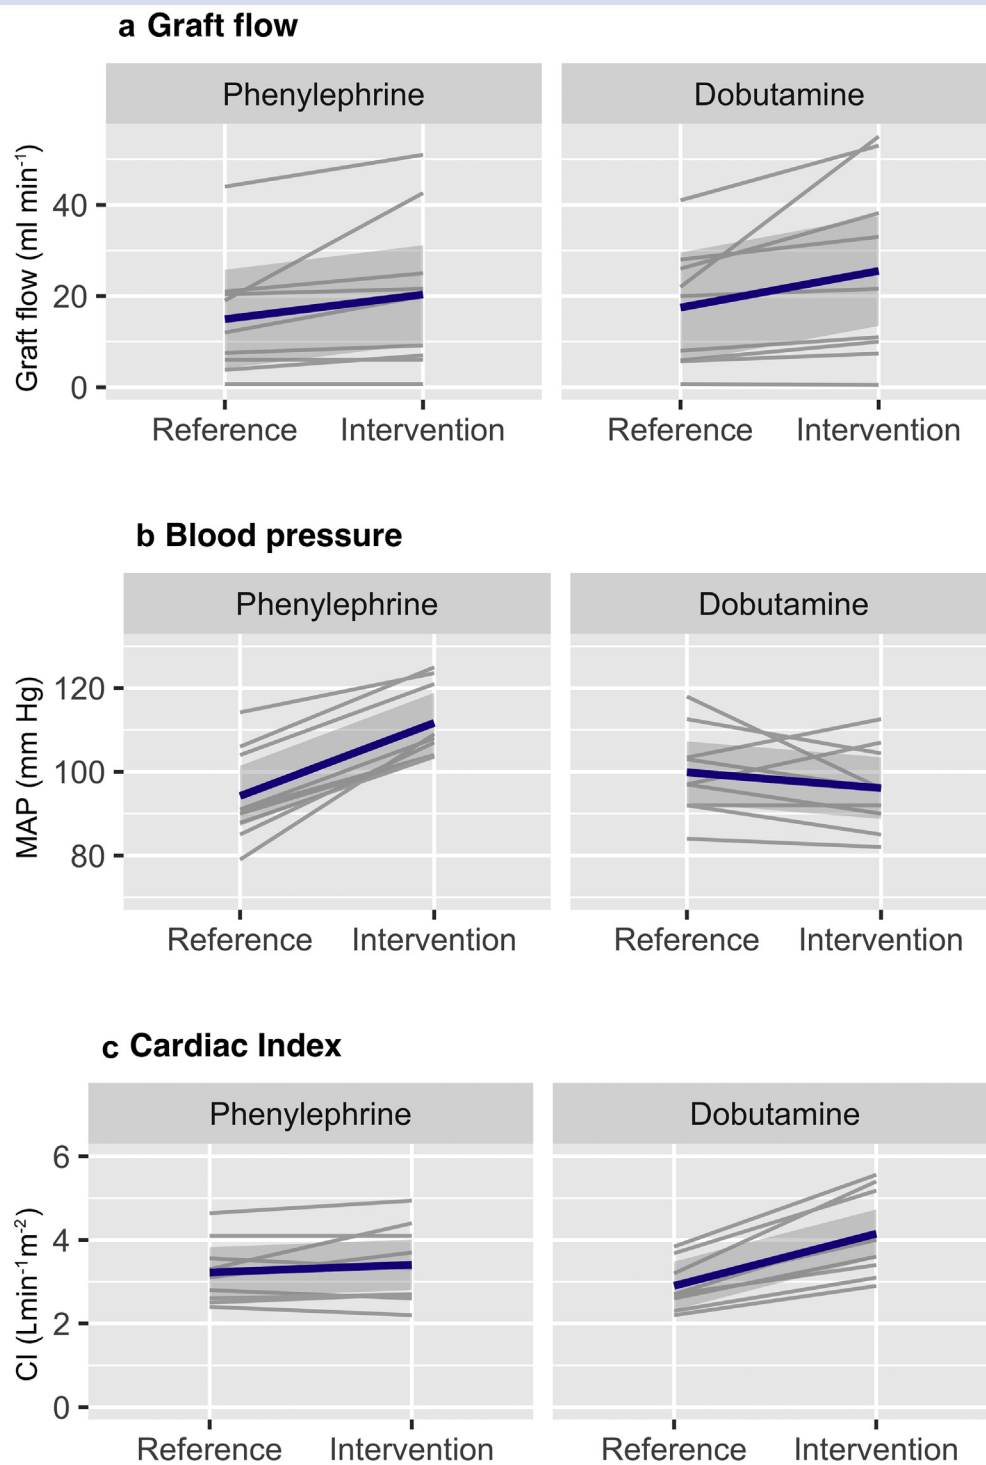 a Graft flow
Phenylephrine Dobutamine
Graft flow (ml min⁻¹)
40
20
0
Reference Intervention Reference Intervention
b Blood pressure
Phenylephrine Dobutamine
MAP (mm Hg)
120
100
80
Reference Intervention Reference Intervention
c Cardiac Index
Phenylephrine Dobutamine
CI (Lmin⁻¹m⁻²)
6
4
2
0
Reference Intervention Reference Intervention